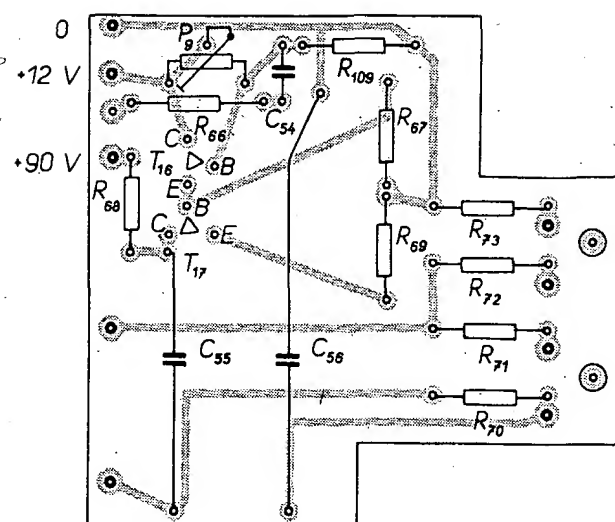 0
P9
+12 V
R109
C54
R66
R67
C
+90 V
T16
B
R68
E
B
C
E
R73
R69
T17
R72
C55
C56
R71
R70